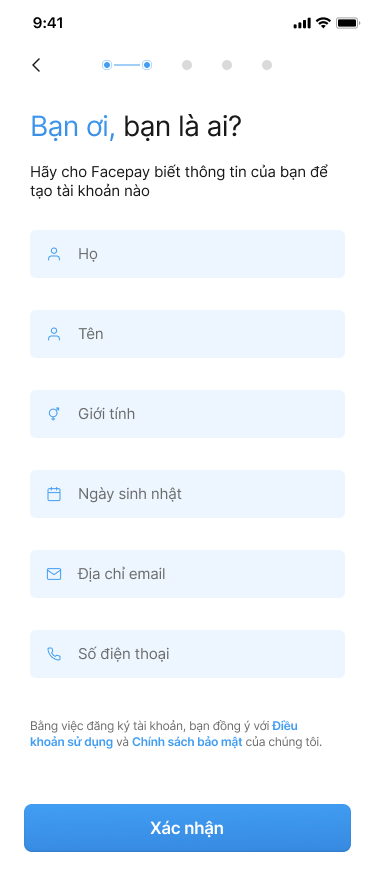 9:41
Bạn ơi, bạn là ai?
Hãy cho Facepay biết thông tin của bạn để
tạo tài khoản nào
Họ
Tên
Giới tính
Ngày sinh nhật
Địa chỉ email
Số điện thoại
Bằng việc đăng ký tài khoản, bạn đồng ý với Điều
khoản sử dụng và Chính sách bảo mật của chúng tôi.
Xác nhận